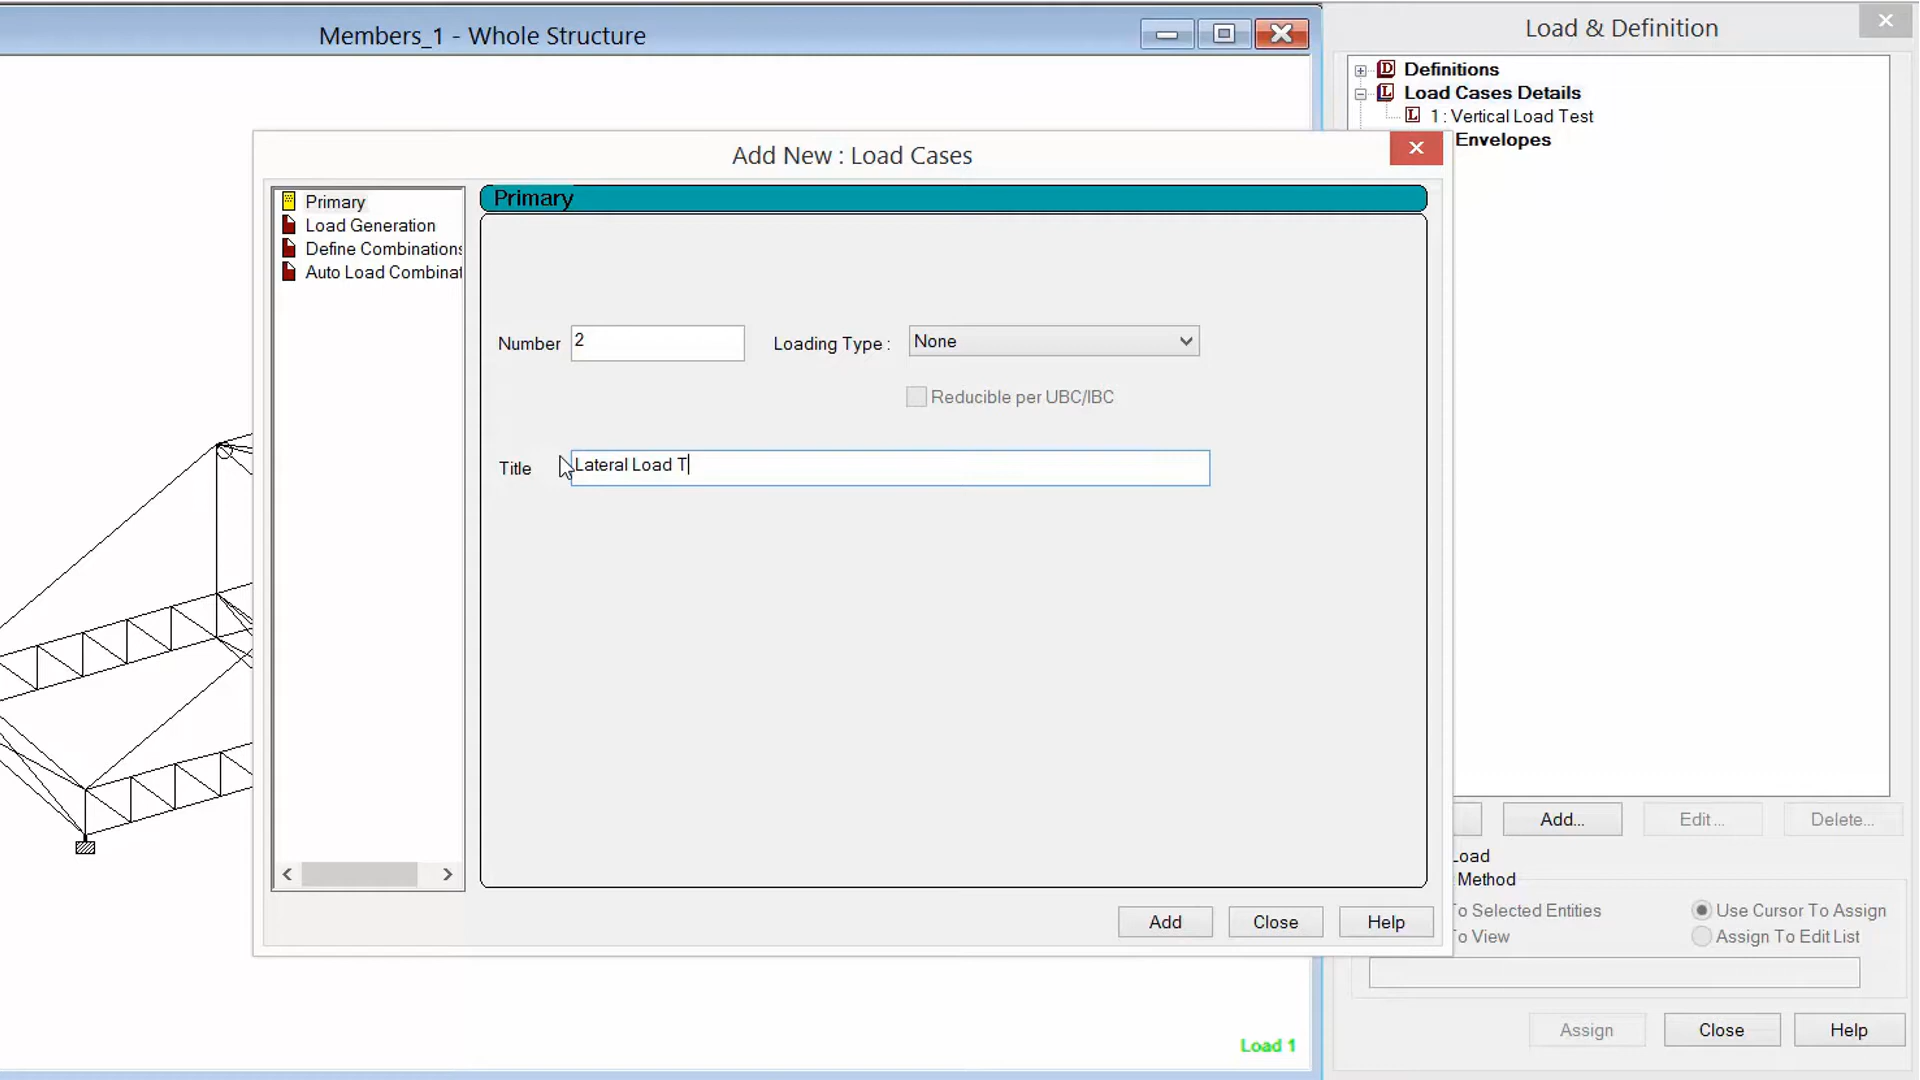 Members_1 - Whole Structure
Load & Definition
Definitions
Load Cases Details
1 : Vertical Load Test
Envelopes
Add New : Load Cases
Primary
Load Generation
Define Combinations
Auto Load Combinat
Primary
Number 2 Loading Type : None
Reducible per UBC/IBC
Title Lateral Load T
Add Close Help
Add... Edit ... Delete...
Load
Method
To Selected Entities Use Cursor To Assign
To View Assign To Edit List
Assign Close Help
Load 1